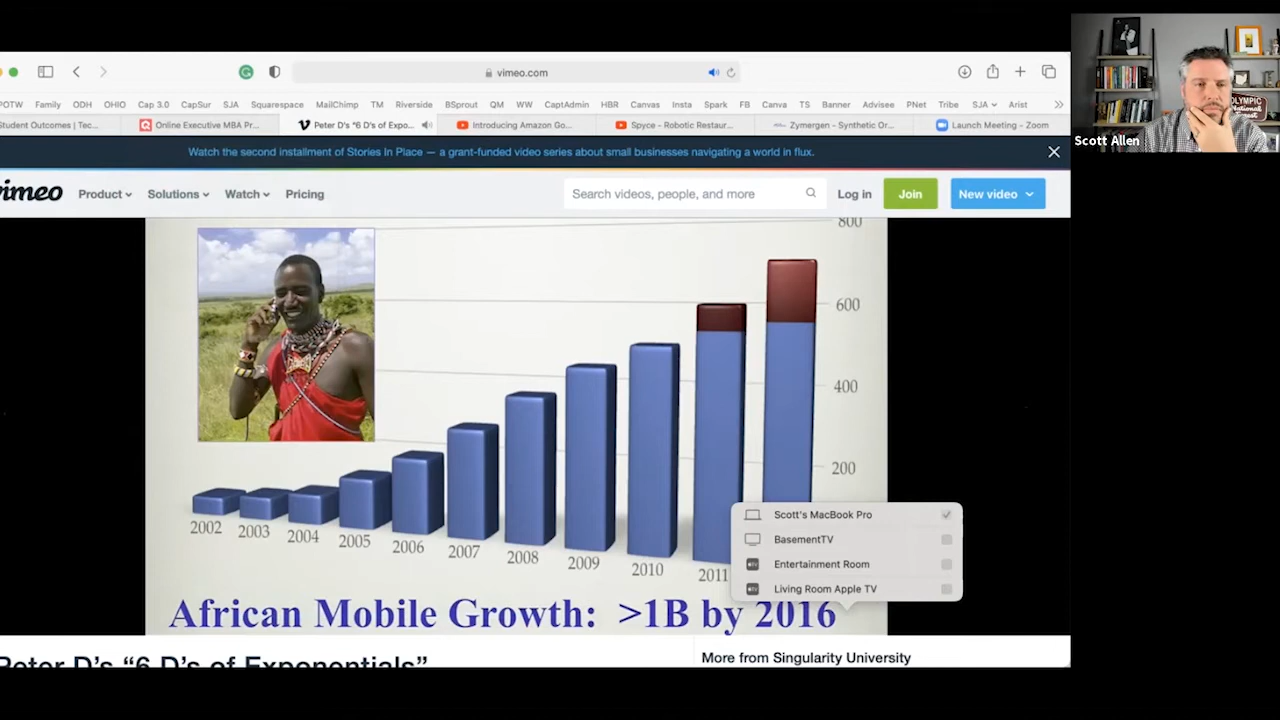 vimeo.com
POTW Family ODH OHIO Cap 3.0 CapSur SJA Squarespace MailChimp TM Riverside BSprout QM WW CaptAdmin HBR Canvas Insta Spark FB Canva TS Banner Advisee PNet Tribe SJA Arist
Student Outcomes | Tec... Online Executive MBA Pr... Peter D's "6 D's of Expo... Introducing Amazon Go... Spyce - Robotic Restaur... Zymergen - Synthetic Or... Launch Meeting - Zoom
Watch the second installment of Stories In Place — a grant-funded video series about small businesses navigating a world in flux.
vimeo Product Solutions Watch Pricing Search videos, people, and more Log in Join New video
800
600
400
200
2002 2003 2004 2005 2006 2007 2008 2009 2010 2011
Scott's MacBook Pro
BasementTV
Entertainment Room
Living Room Apple TV
African Mobile Growth: >1B by 2016
Peter D's "6 D's of Exponentials"
More from Singularity University
OLYMPIC
National
Scott Allen